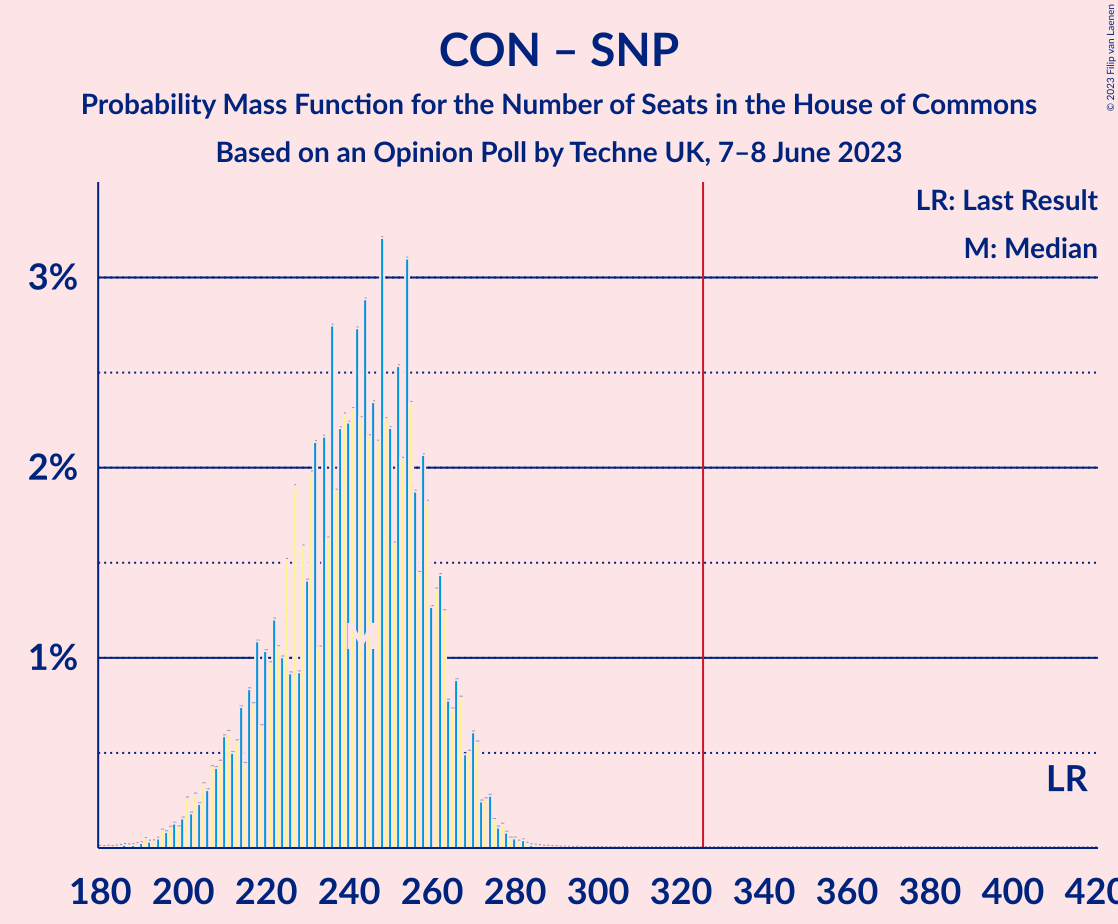 CON – SNP
Probability Mass Function for the Number of Seats in the House of Commons
Based on an Opinion Poll by Techne UK, 7–8 June 2023
© 2023 Filip van Laenen
LR: Last Result
M: Median
3%
2%
1%
M
LR
180 200 220 240 260 280 300 320 340 360 380 400 420